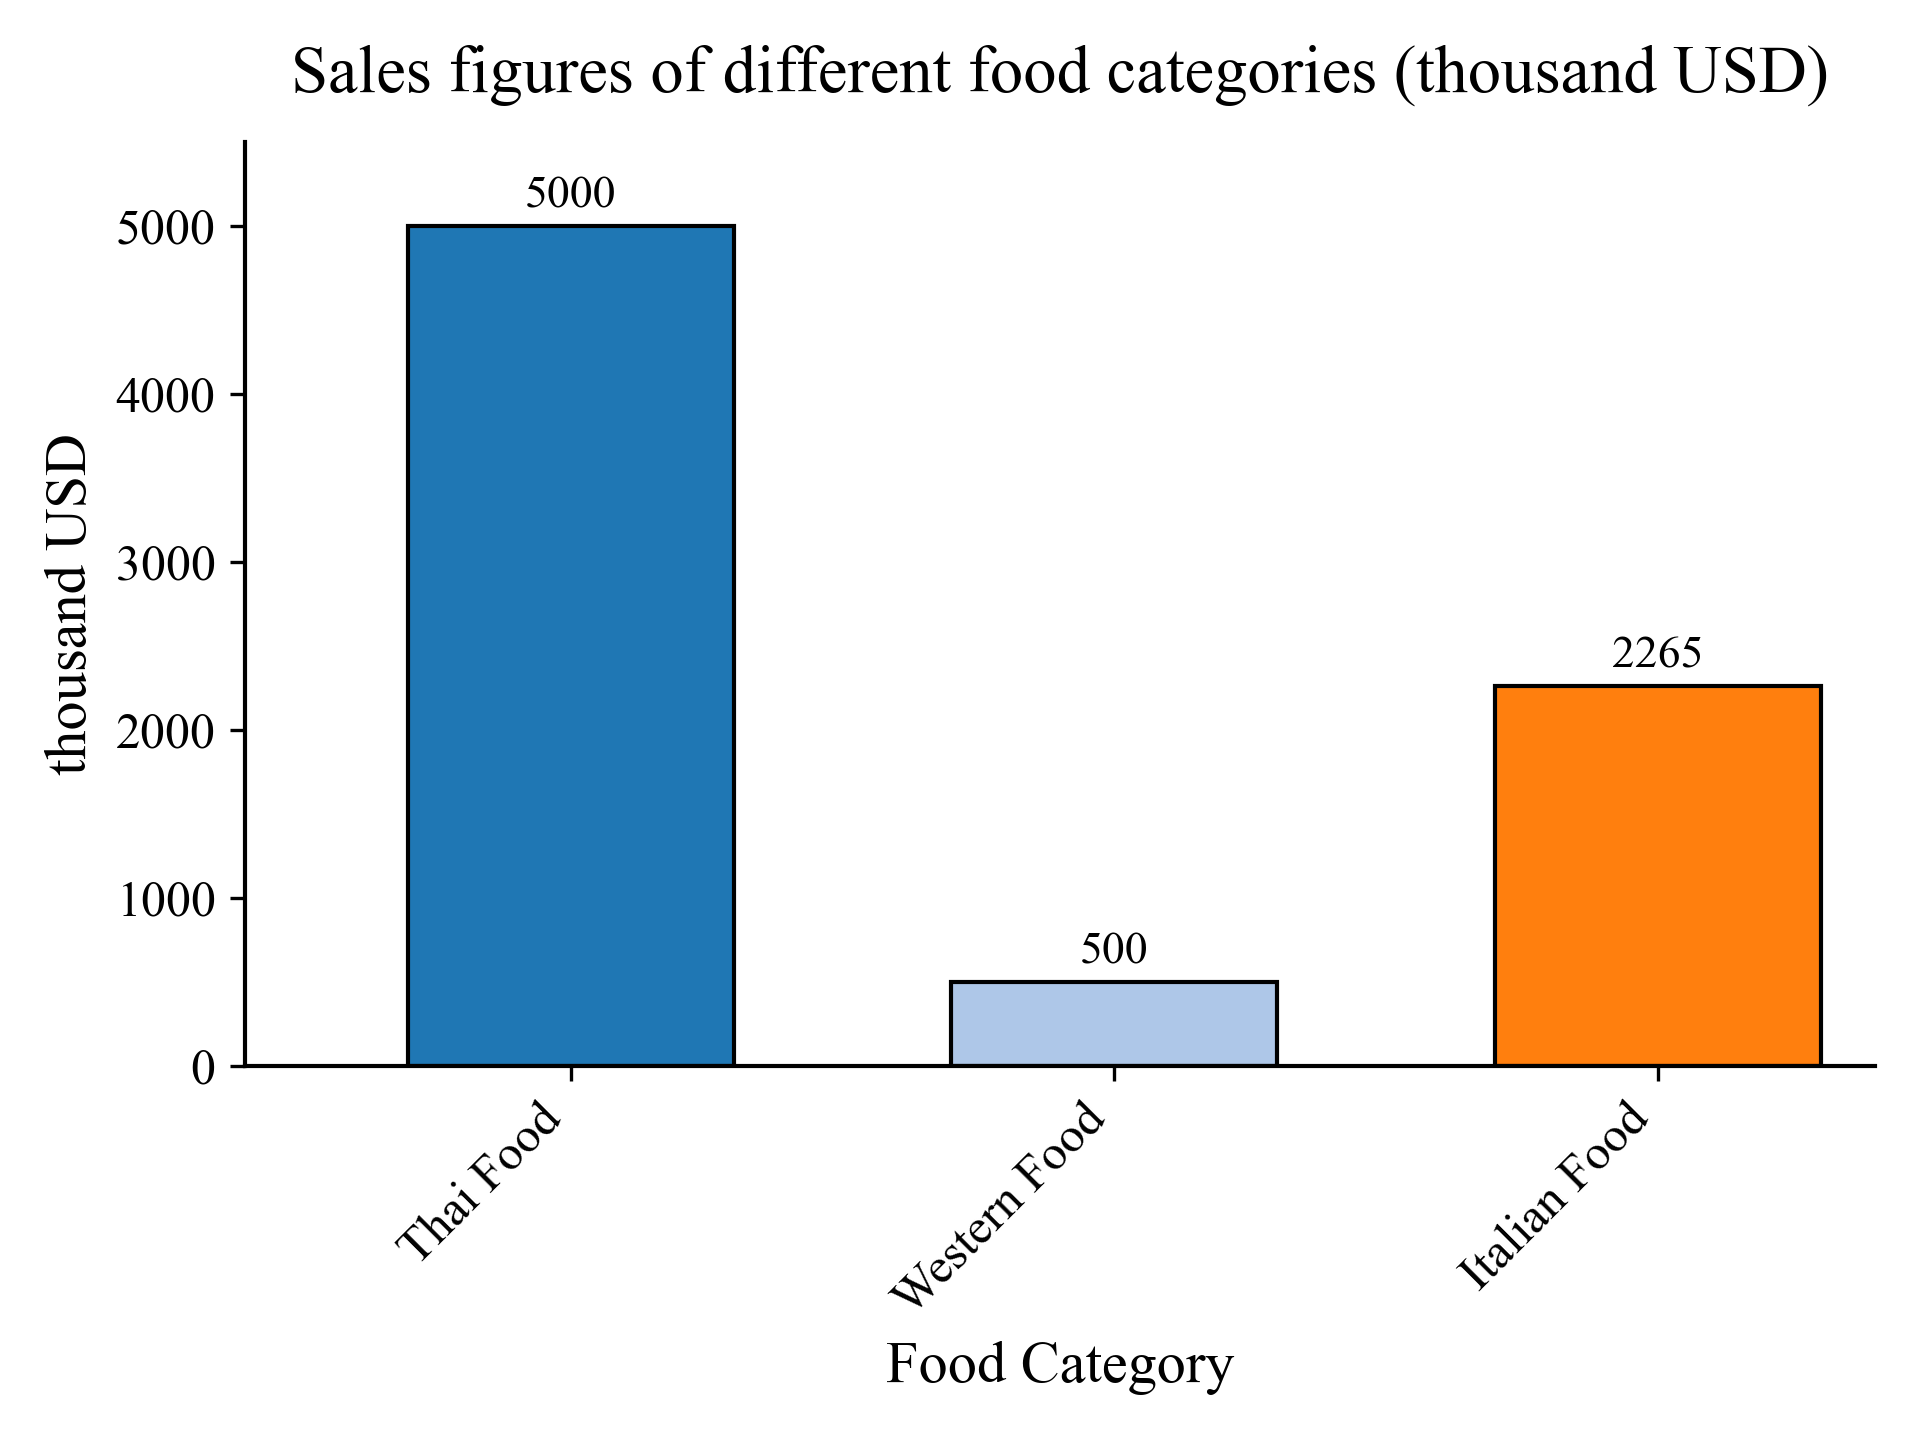 Sales figures of different food categories (thousand USD)
thousand USD
5000
4000
3000
2000
1000
0
5000
500
2265
Thai Food
Western Food
Italian Food
Food Category